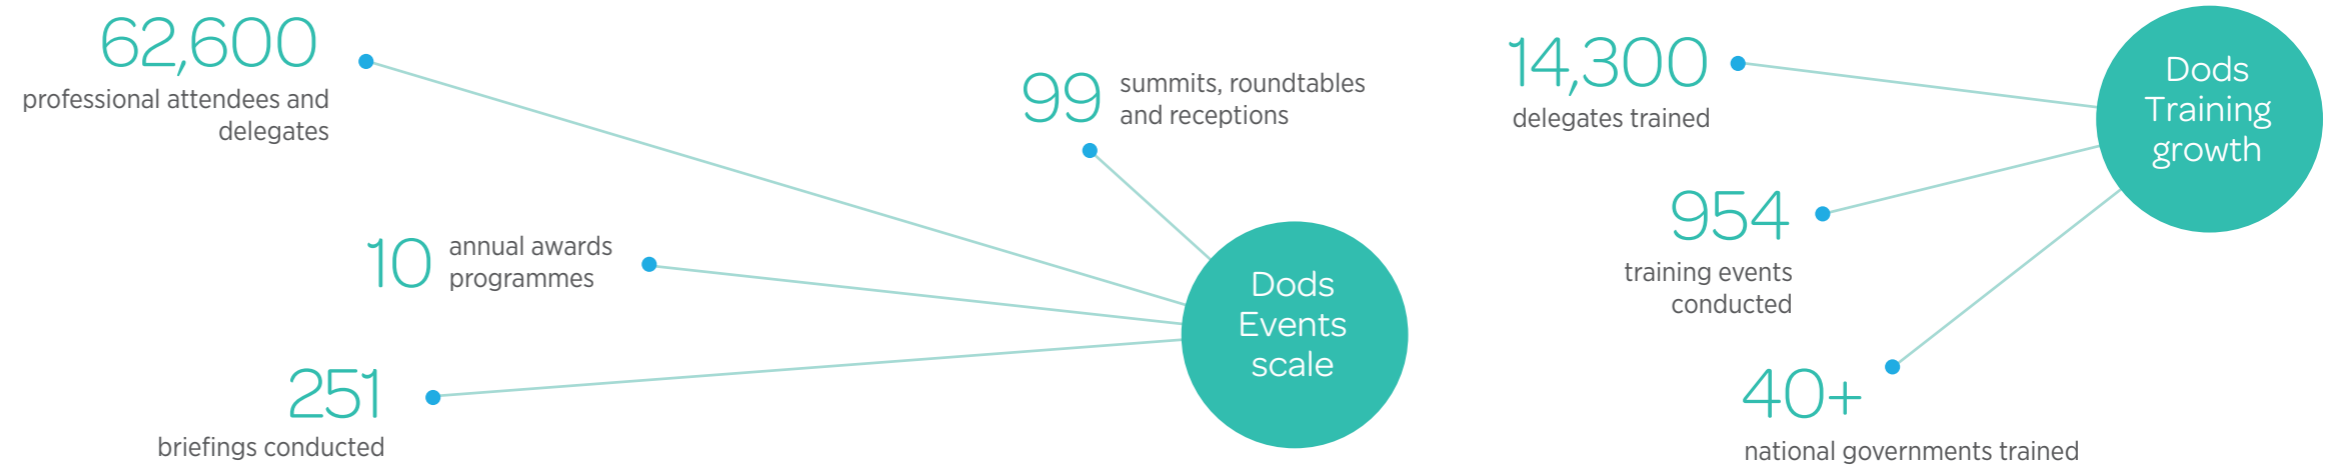 62,600
professional attendees and
delegates
99
summits, roundtables
and receptions
10
annual awards
programmes
251
briefings conducted
Dods
Events
scale
14,300
delegates trained
954
training events
conducted
40+
national governments trained
Dods
Training
growth